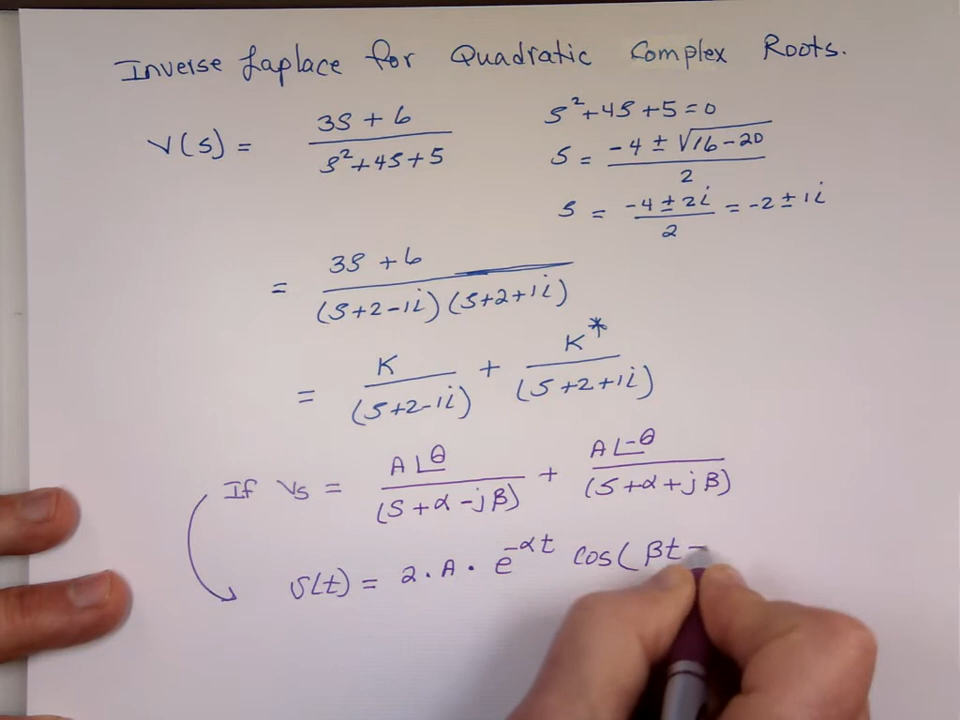 Inverse Laplace for Quadratic Complex Roots.
V(s) = (3s + 6) / (s²+4s+5)
s²+4s+5=0
s = (-4 ± √16-20) / 2
s = (-4 ± 2i) / 2 = -2 ± 1i
= (3s + 6) / (s+2-1i)(s+2+1i)
= K / (s+2-1i) + K* / (s+2+1i)
If Vs = A∠θ / (s+α-jβ) + A∠-θ / (s+α+jβ)
v(t) = 2·A·e^-αt cos(βt